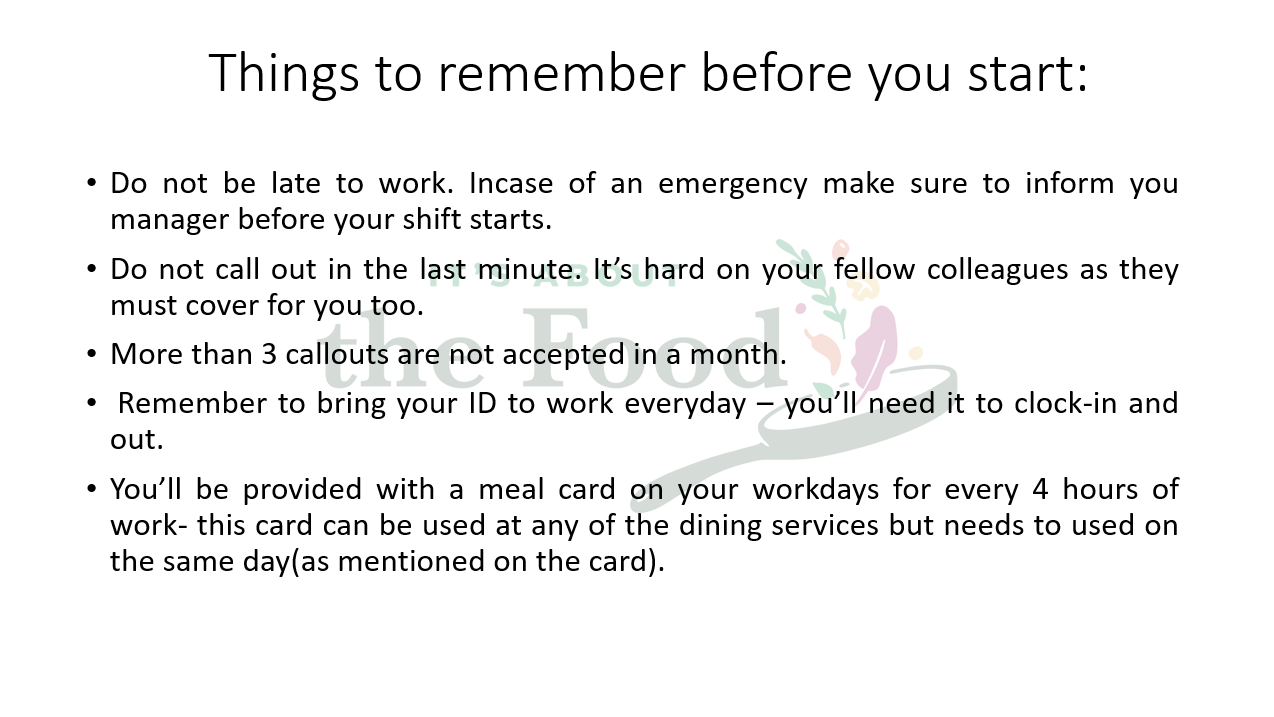 Things to remember before you start:
• Do not be late to work. Incase of an emergency make sure to inform you
manager before your shift starts.
• Do not call out in the last minute. It’s hard on your fellow colleagues as they
must cover for you too.
• More than 3 callouts are not accepted in a month.
• Remember to bring your ID to work everyday – you’ll need it to clock-in and
out.
• You’ll be provided with a meal card on your workdays for every 4 hours of
work- this card can be used at any of the dining services but needs to used on
the same day(as mentioned on the card).
IT'S ABOUT
the Food